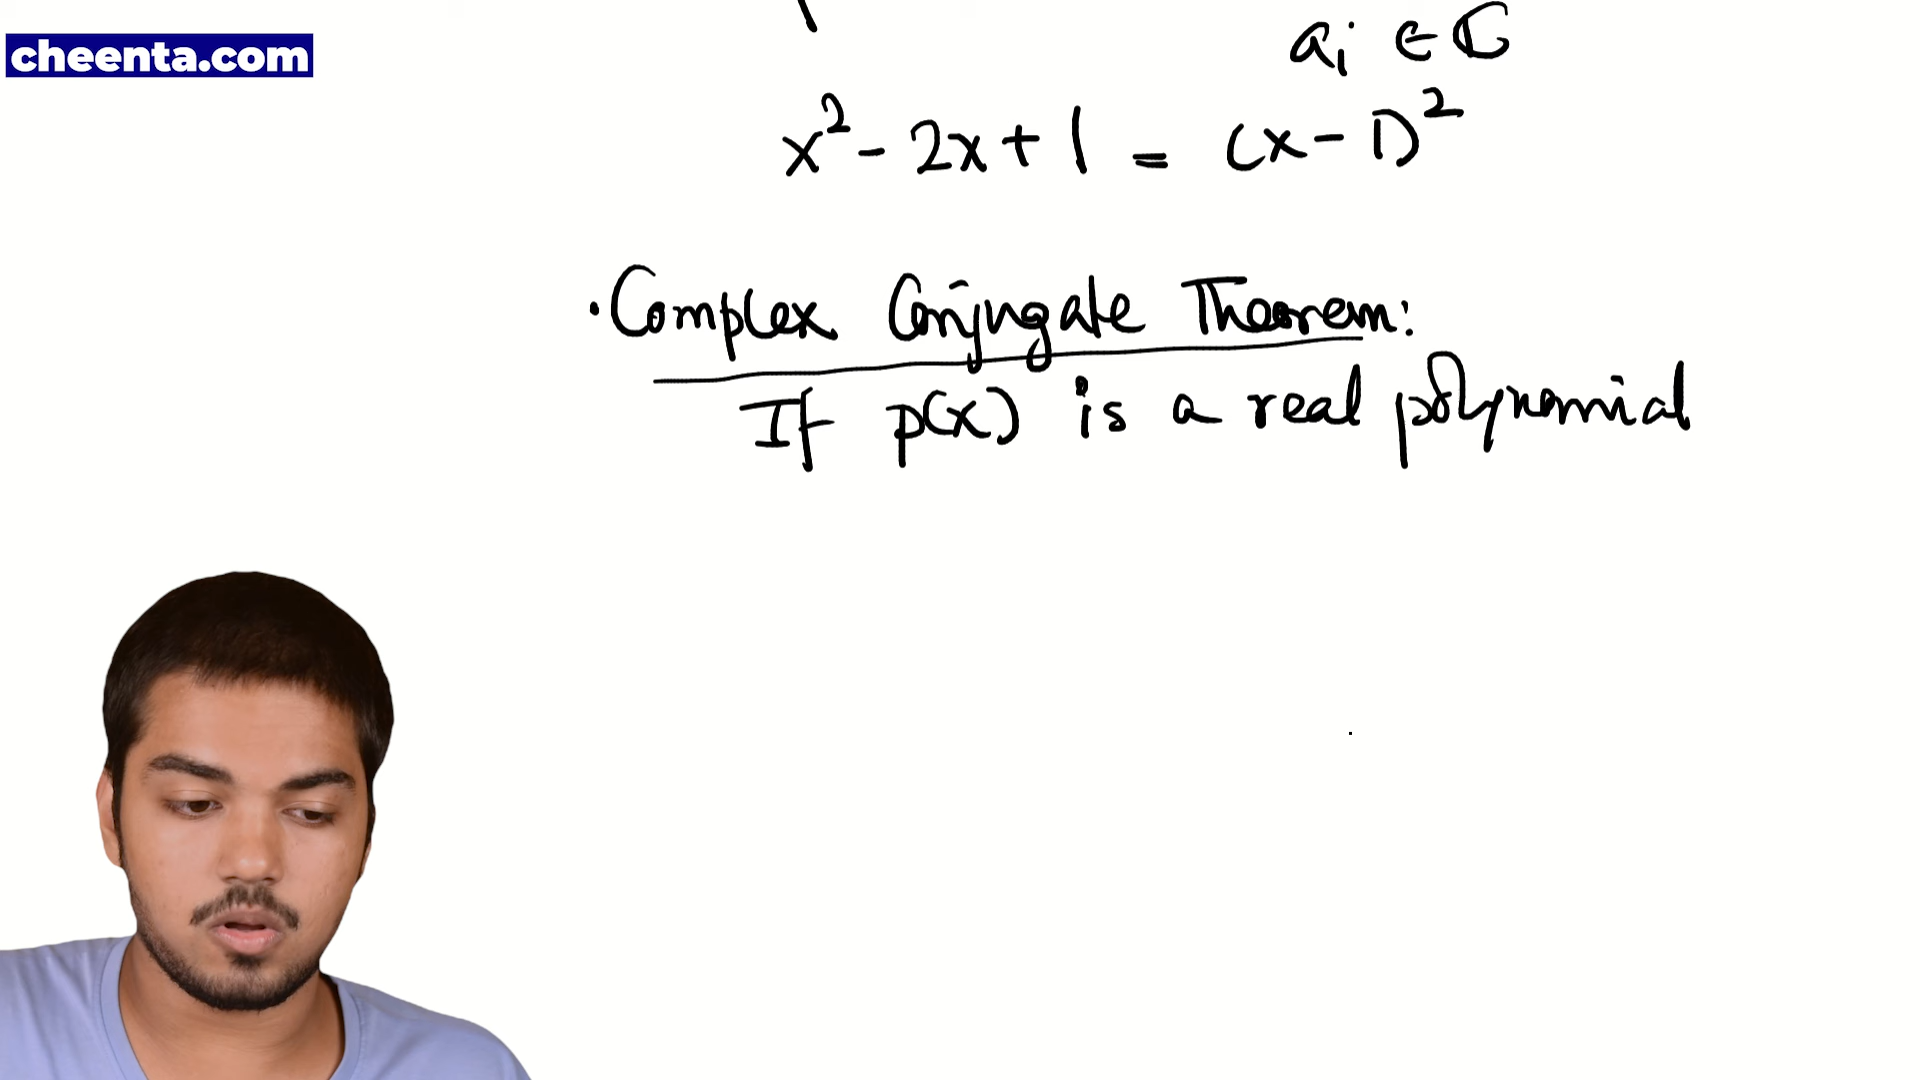 cheenta.com
aᵢ ∈ ℂ
x² - 2x + 1 = (x - 1)²
· Complex Conjugate Theorem:
If p(x) is a real polynomial